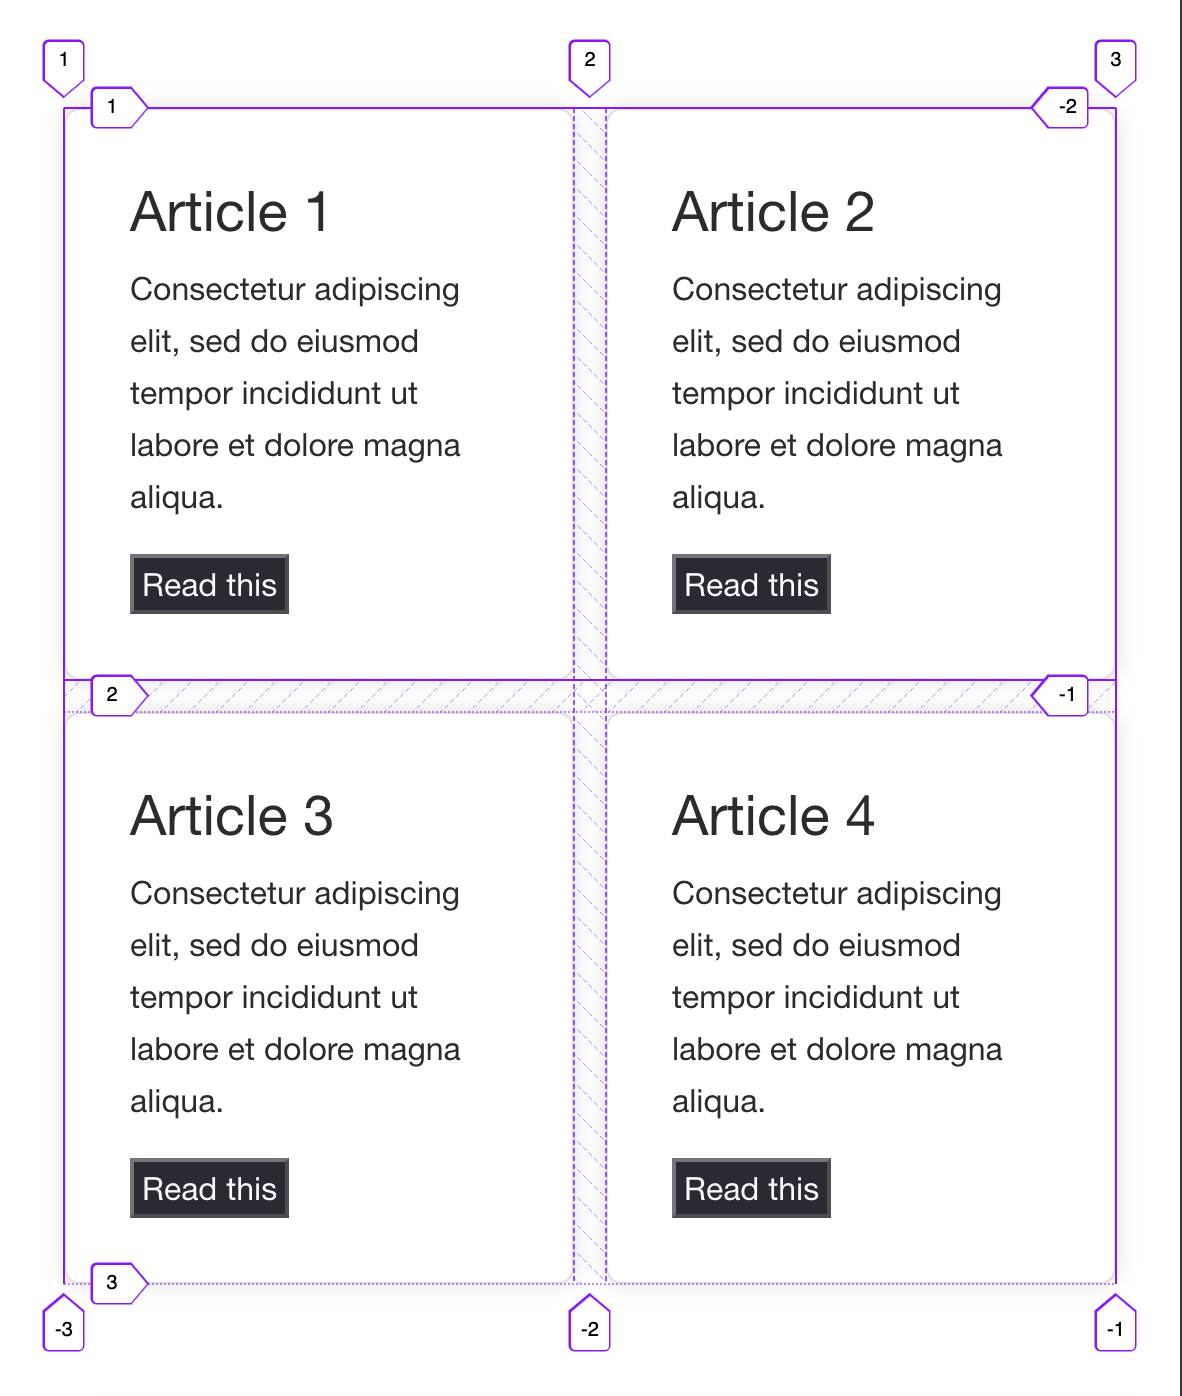 1 2 3
1 -2
Article 1
Consectetur adipiscing
elit, sed do eiusmod
tempor incididunt ut
labore et dolore magna
aliqua.
Read this
Article 2
Consectetur adipiscing
elit, sed do eiusmod
tempor incididunt ut
labore et dolore magna
aliqua.
Read this
2 -1
Article 3
Consectetur adipiscing
elit, sed do eiusmod
tempor incididunt ut
labore et dolore magna
aliqua.
Read this
Article 4
Consectetur adipiscing
elit, sed do eiusmod
tempor incididunt ut
labore et dolore magna
aliqua.
Read this
3
-3 -2 -1